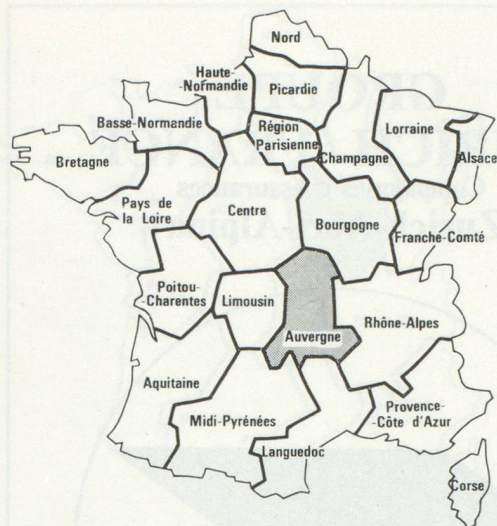 Nord
Haute-
-Normandie
Picardie
Basse-Normandie
Région
Parisienne
Lorraine
Alsace
Champagne
Bretagne
Pays de
la Loire
Centre
Bourgogne
Franche-Comté
Poitou-
-Charentes
Limousin
Auvergne
Rhône-Alpes
Aquitaine
Midi-Pyrénées
Languedoc
Provence-
-Côte d'Azur
Corse